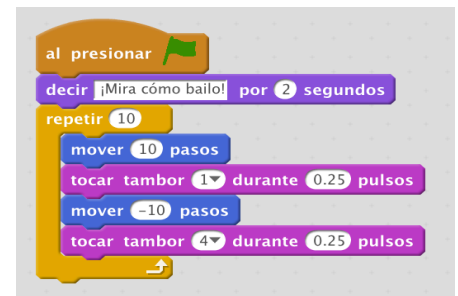 al presionar
decir ¡Mira cómo bailo! por 2 segundos
repetir 10
mover 10 pasos
tocar tambor 1 durante 0.25 pulsos
mover -10 pasos
tocar tambor 4 durante 0.25 pulsos